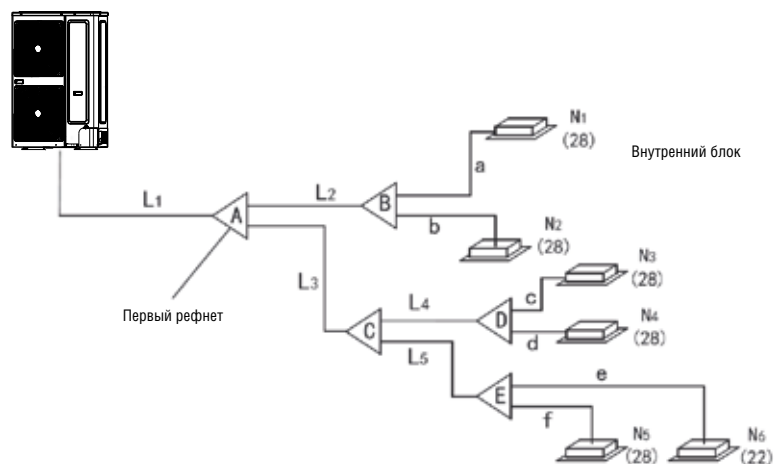 N1
(28)
Внутренний блок
a
L1
A
L2
B
b
N2
(28)
L3
Первый рефнет
C
L4
D
c
N3
(28)
d
N4
(28)
L5
E
e
f
N5
(28)
N6
(22)